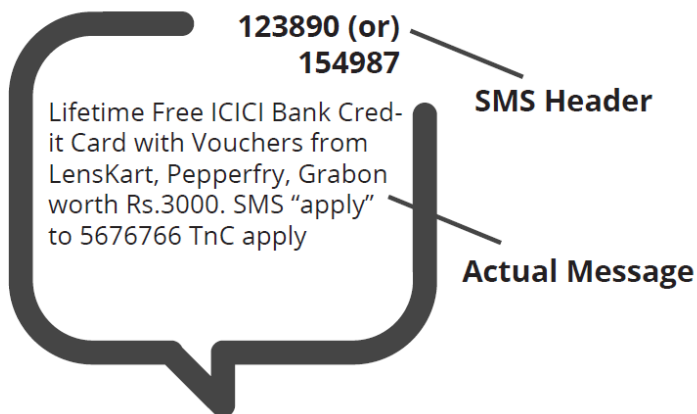 123890 (or)
154987
SMS Header
Lifetime Free ICICI Bank Cred-
it Card with Vouchers from
LensKart, Pepperfry, Grabon
worth Rs.3000. SMS “apply”
to 5676766 TnC apply
Actual Message